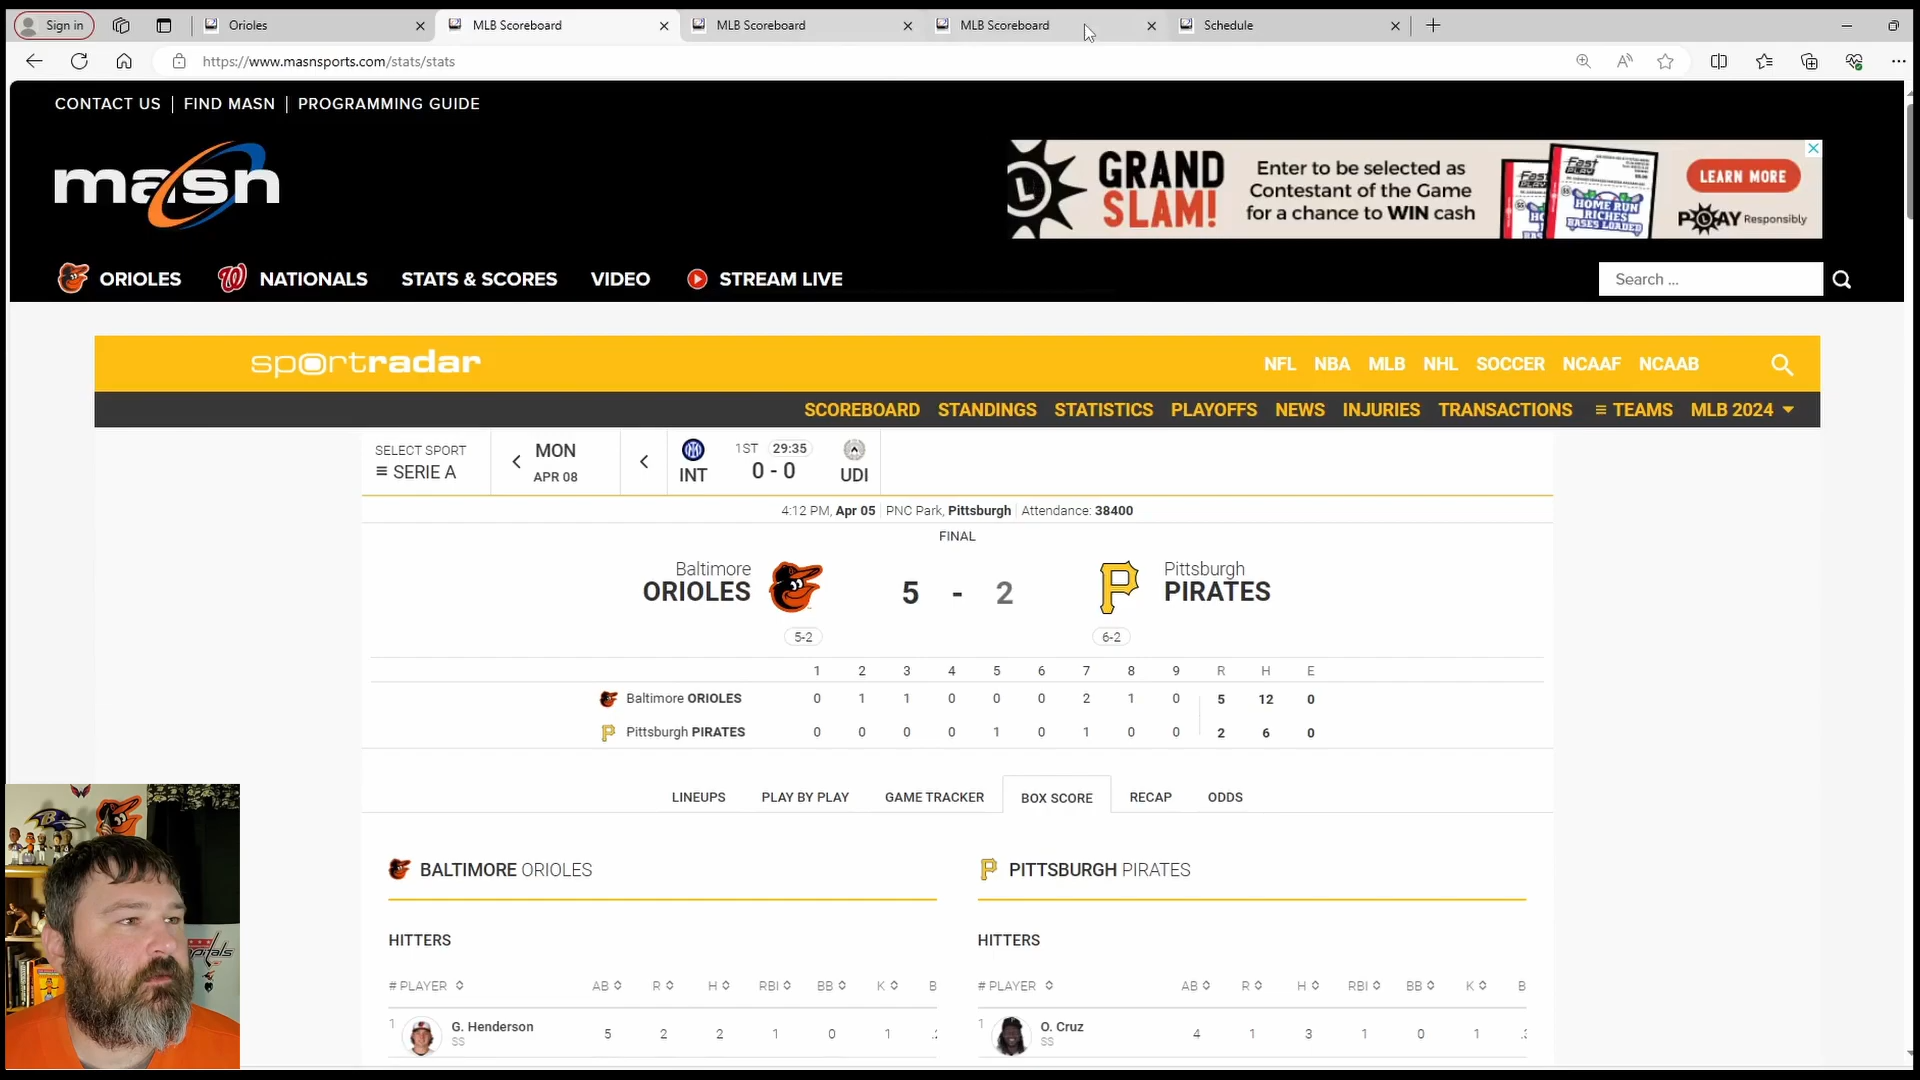 Sign in
Orioles
MLB Scoreboard
MLB Scoreboard
MLB Scoreboard
Schedule
https://www.masnsports.com/stats/stats
CONTACT US | FIND MASN | PROGRAMMING GUIDE
masn
GRAND SLAM!
Enter to be selected as
Contestant of the Game
for a chance to WIN cash
Fast PLAY
HOME RUN
RICHES
BASES LOADED
LEARN MORE
PLAY Responsibly
ORIOLES NATIONALS STATS & SCORES VIDEO STREAM LIVE
Search ...
sportradar
NFL NBA MLB NHL SOCCER NCAAF NCAAB
SCOREBOARD STANDINGS STATISTICS PLAYOFFS NEWS INJURIES TRANSACTIONS TEAMS MLB 2024
SELECT SPORT
SERIE A
MON
APR 08
INT
1ST 29:35
0 - 0
UDI
4:12 PM, Apr 05 | PNC Park, Pittsburgh | Attendance: 38400
FINAL
Baltimore
ORIOLES
5 - 2
Pittsburgh
PIRATES
5-2
6-2
1 2 3 4 5 6 7 8 9 R H E
Baltimore ORIOLES 0 1 1 0 0 0 2 1 0 5 12 0
Pittsburgh PIRATES 0 0 0 0 1 0 1 0 0 2 6 0
LINEUPS PLAY BY PLAY GAME TRACKER BOX SCORE RECAP ODDS
BALTIMORE ORIOLES
PITTSBURGH PIRATES
HITTERS
HITTERS
# PLAYER AB R H RBI BB K B
# PLAYER AB R H RBI BB K B
1 G. Henderson SS 5 2 2 1 0 1
1 O. Cruz SS 4 1 3 1 0 1